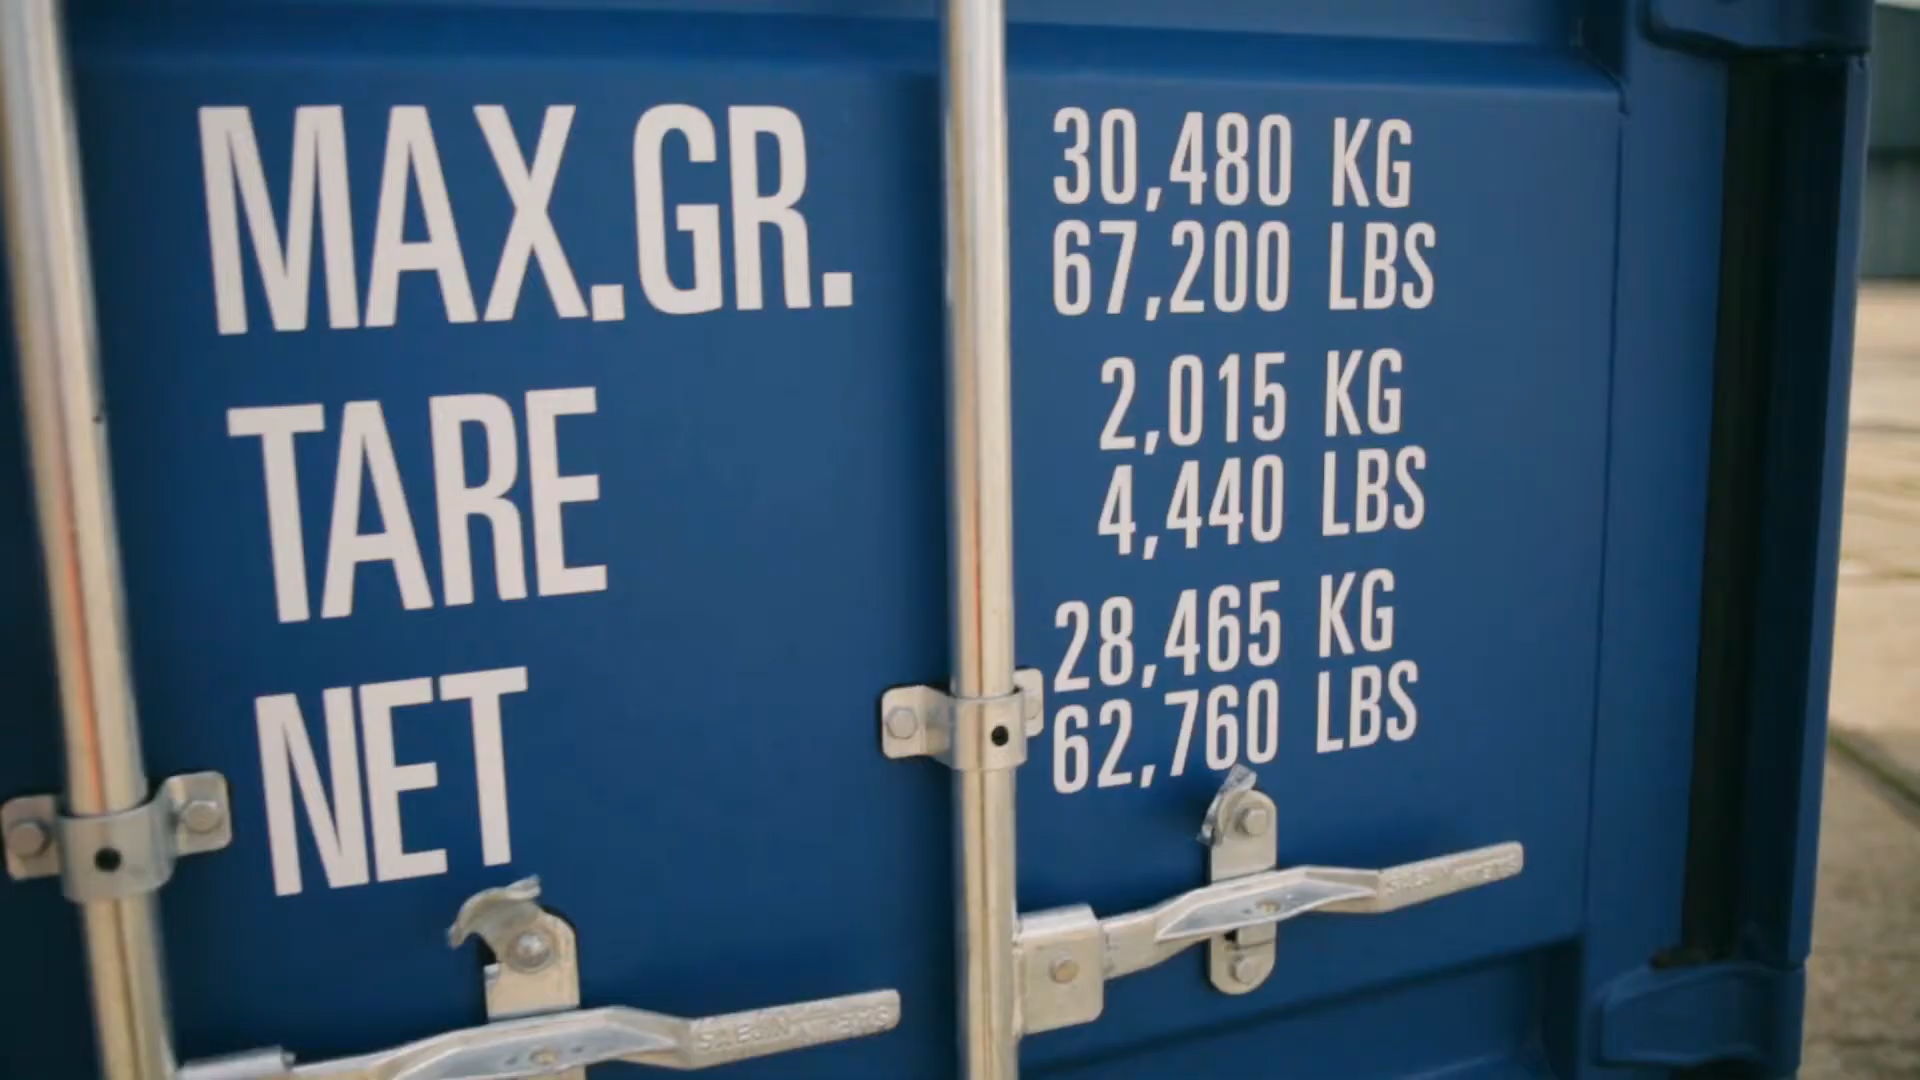 MAX.GR. 30,480 KG
67,200 LBS
TARE 2,015 KG
4,440 LBS
NET 28,465 KG
62,760 LBS